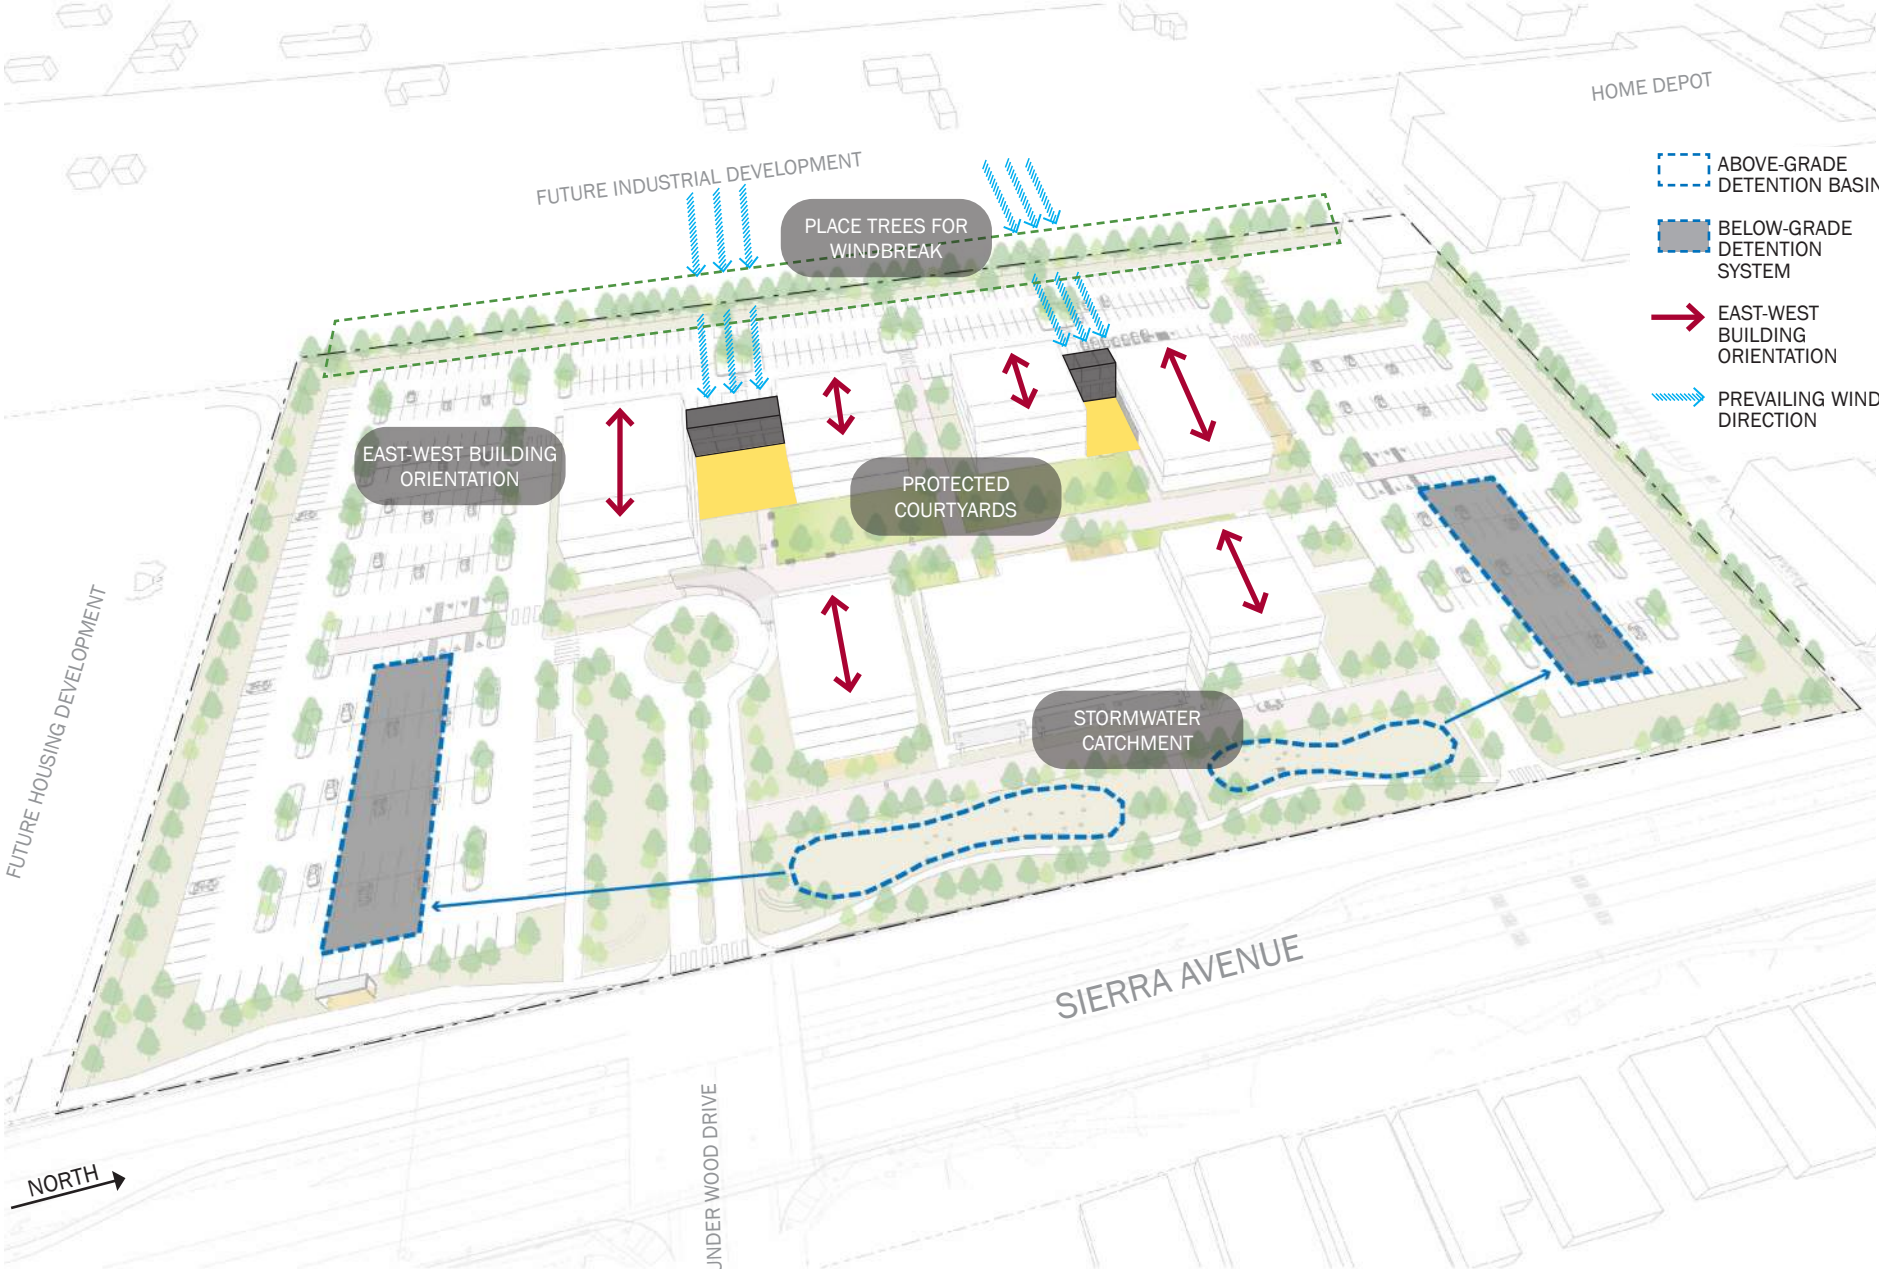 HOME DEPOT
FUTURE INDUSTRIAL DEVELOPMENT
PLACE TREES FOR
WINDBREAK
ABOVE-GRADE
DETENTION BASIN
BELOW-GRADE
DETENTION
SYSTEM
EAST-WEST
BUILDING
ORIENTATION
PREVAILING WIND
DIRECTION
EAST-WEST BUILDING
ORIENTATION
PROTECTED
COURTYARDS
STORMWATER
CATCHMENT
FUTURE HOUSING DEVELOPMENT
SIERRA AVENUE
UNDER WOOD DRIVE
NORTH